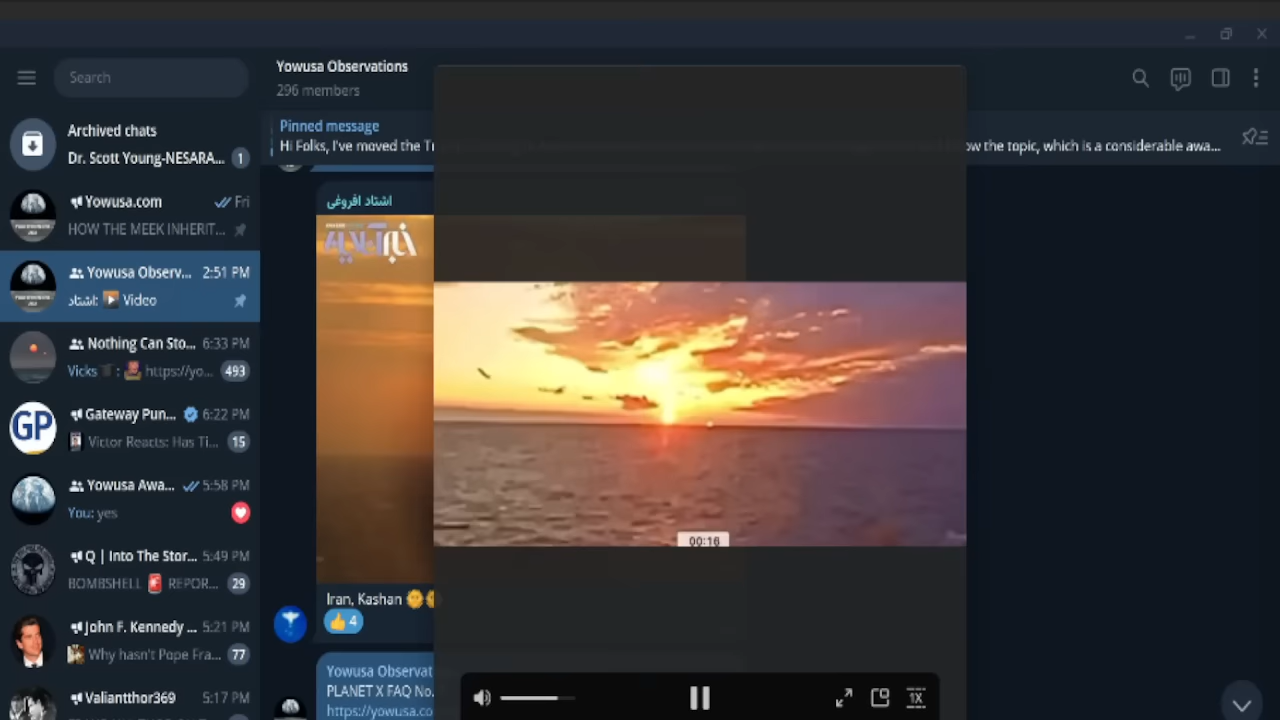 Search
Archived chats
Dr. Scott Young-NESARA... 1
Yowusa.com Fri
HOW THE MEEK INHERIT...
Yowusa Observ... 2:51 PM
اشتاد: Video
Nothing Can Sto... 6:33 PM
Vicks : https://yo... 493
Gateway Pun... 6:22 PM
Victor Reacts: Has Ti... 15
Yowusa Awa... 5:58 PM
You: yes
Q | Into The Stor... 5:49 PM
BOMBSHELL 🚨 REPOR... 29
John F. Kennedy ... 5:21 PM
Why hasn't Pope Fra... 77
Valiantthor369 5:17 PM
GP
Yowusa Observations
296 members
Pinned message
Hi Folks, I've moved the
the topic, which is a considerable awa...
اشتاد افروغی
خبرآنلاین
00:16
Iran, Kashan 🌞
👍 4
Yowusa Observat
PLANET X FAQ No.
https://yowusa.co
1X